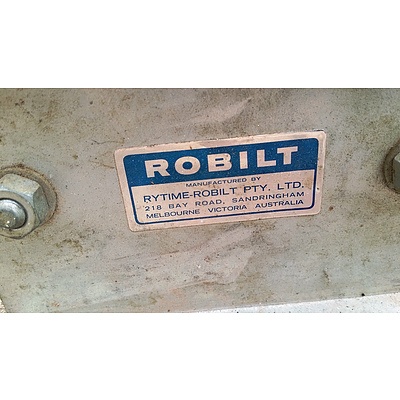 ROBILT
MANUFACTURED BY
RYTIME-ROBILT PTY. LTD.
218 BAY ROAD, SANDRINGHAM
MELBOURNE VICTORIA AUSTRALIA